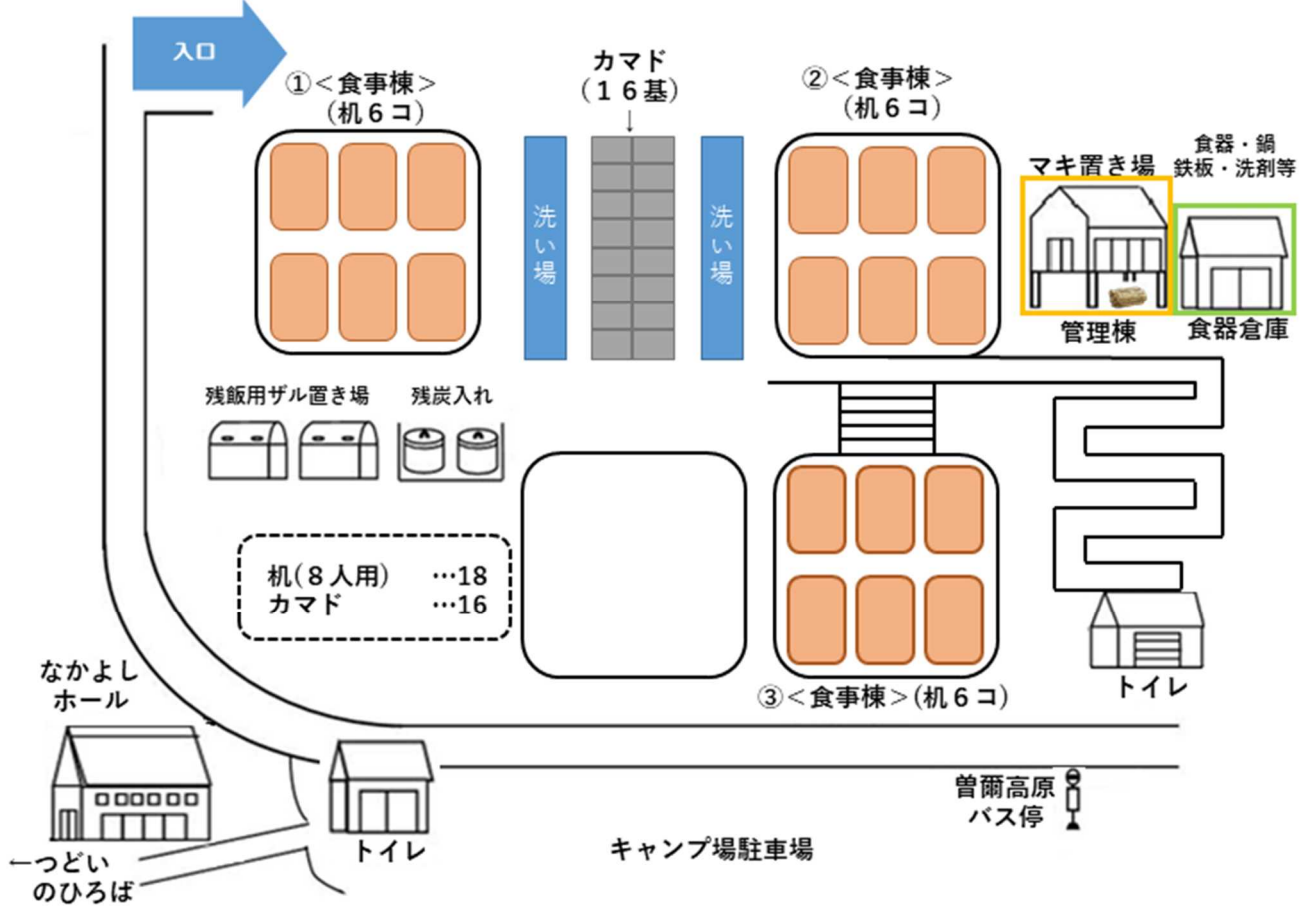 入口
①<食事棟>
(机6コ)
カマド
(16基)
↓
②<食事棟>
(机6コ)
洗い場
洗い場
マキ置き場
食器・鍋
鉄板・洗剤等
管理棟
食器倉庫
残飯用ザル置き場
残炭入れ
机(8人用) …18
カマド …16
③<食事棟>(机6コ)
トイレ
なかよし
ホール
トイレ
←つどい
のひろば
キャンプ場駐車場
曽爾高原
バス停